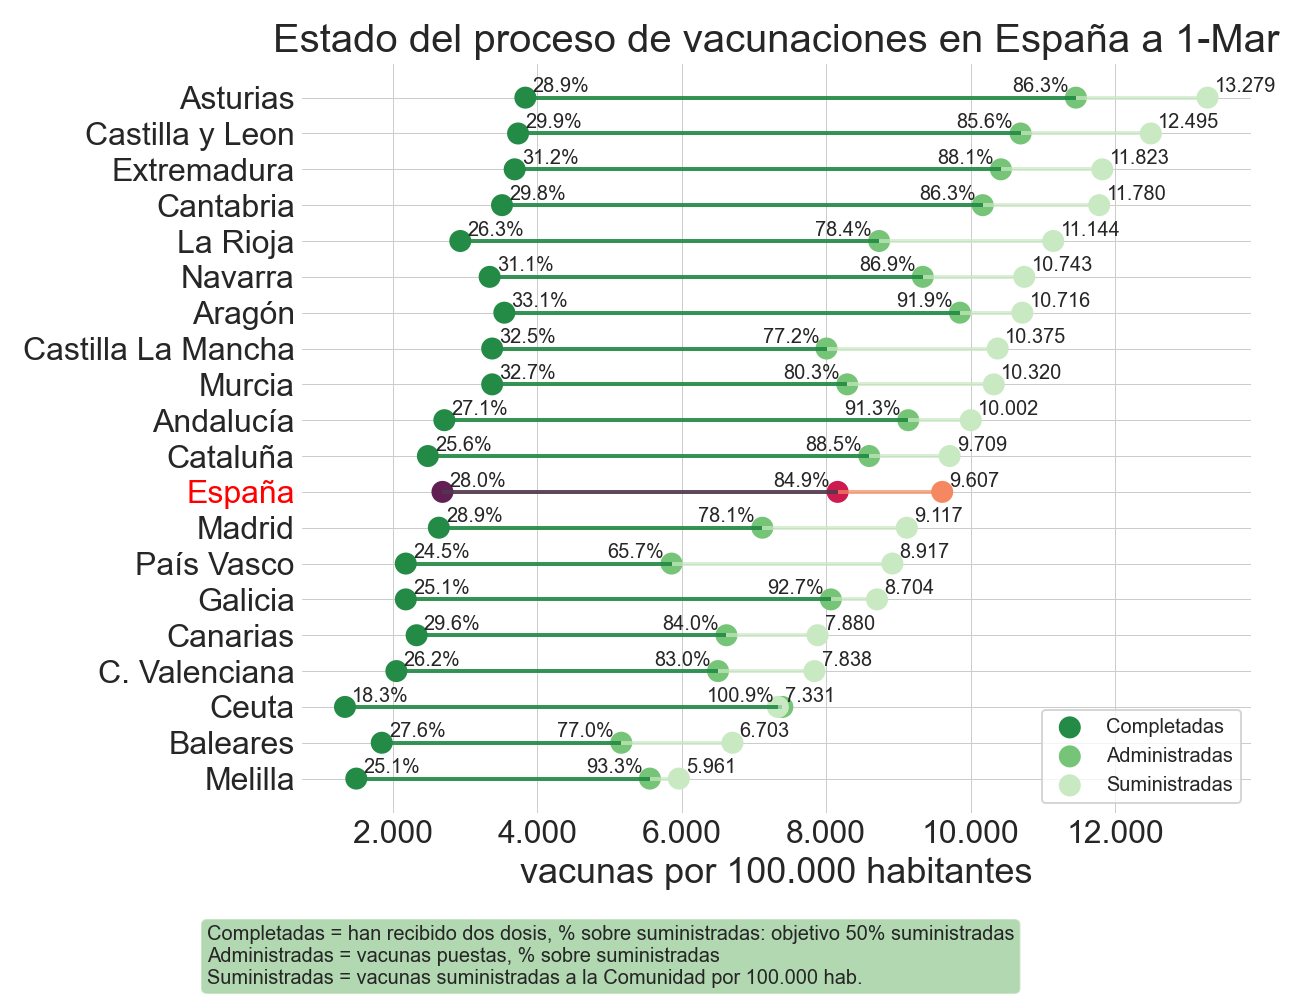 Estado del proceso de vacunaciones en España a 1-Mar
Asturias 28.9% 86.3% 13.279
Castilla y Leon 29.9% 85.6% 12.495
Extremadura 31.2% 88.1% 11.823
Cantabria 29.8% 86.3% 11.780
La Rioja 26.3% 78.4% 11.144
Navarra 31.1% 86.9% 10.743
Aragón 33.1% 91.9% 10.716
Castilla La Mancha 32.5% 77.2% 10.375
Murcia 32.7% 80.3% 10.320
Andalucía 27.1% 91.3% 10.002
Cataluña 25.6% 88.5% 9.709
España 28.0% 84.9% 9.607
Madrid 28.9% 78.1% 9.117
País Vasco 24.5% 65.7% 8.917
Galicia 25.1% 92.7% 8.704
Canarias 29.6% 84.0% 7.880
C. Valenciana 26.2% 83.0% 7.838
Ceuta 18.3% 100.9% 7.331
Baleares 27.6% 77.0% 6.703
Melilla 25.1% 93.3% 5.961
Completadas
Administradas
Suministradas
2.000 4.000 6.000 8.000 10.000 12.000
vacunas por 100.000 habitantes
Completadas = han recibido dos dosis, % sobre suministradas: objetivo 50% suministradas
Administradas = vacunas puestas, % sobre suministradas
Suministradas = vacunas suministradas a la Comunidad por 100.000 hab.